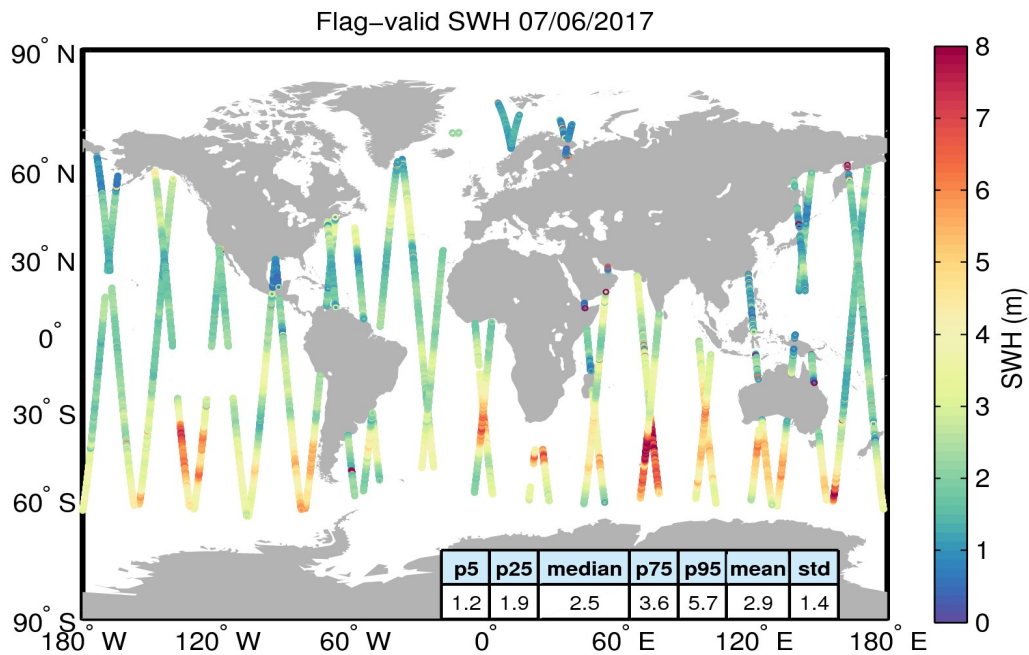 Flag−valid SWH 07/06/2017
90° N
60° N
30° N
0°
30° S
60° S
90° S
180° W
120° W
60° W
0°
60° E
120° E
180° E
p5 p25 median p75 p95 mean std
1.2 1.9 2.5 3.6 5.7 2.9 1.4
8
7
6
5
4
3
2
1
0
SWH (m)